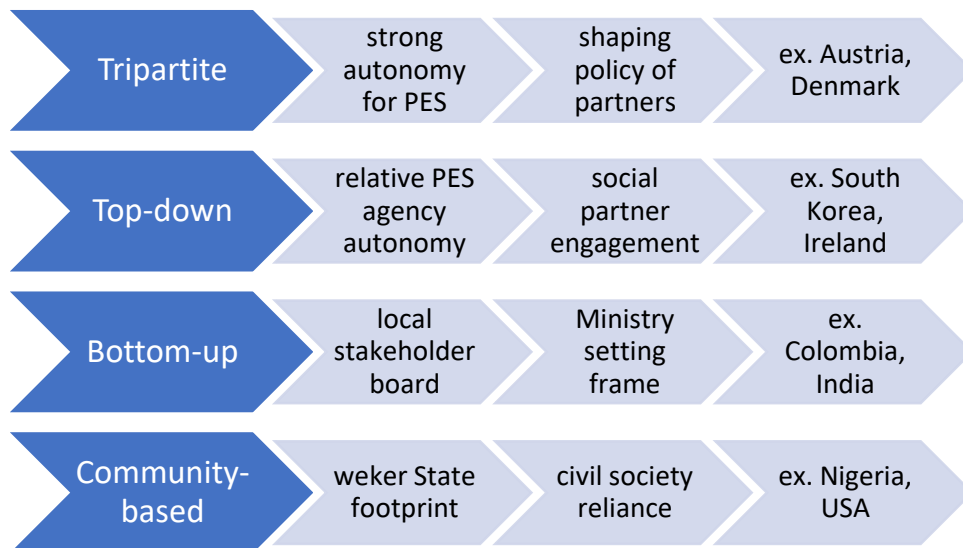 Tripartite
strong
autonomy
for PES
shaping
policy of
partners
ex. Austria,
Denmark
Top-down
relative PES
agency
autonomy
social
partner
engagement
ex. South
Korea,
Ireland
Bottom-up
local
stakeholder
board
Ministry
setting
frame
ex.
Colombia,
India
Community-
based
weker State
footprint
civil society
reliance
ex. Nigeria,
USA